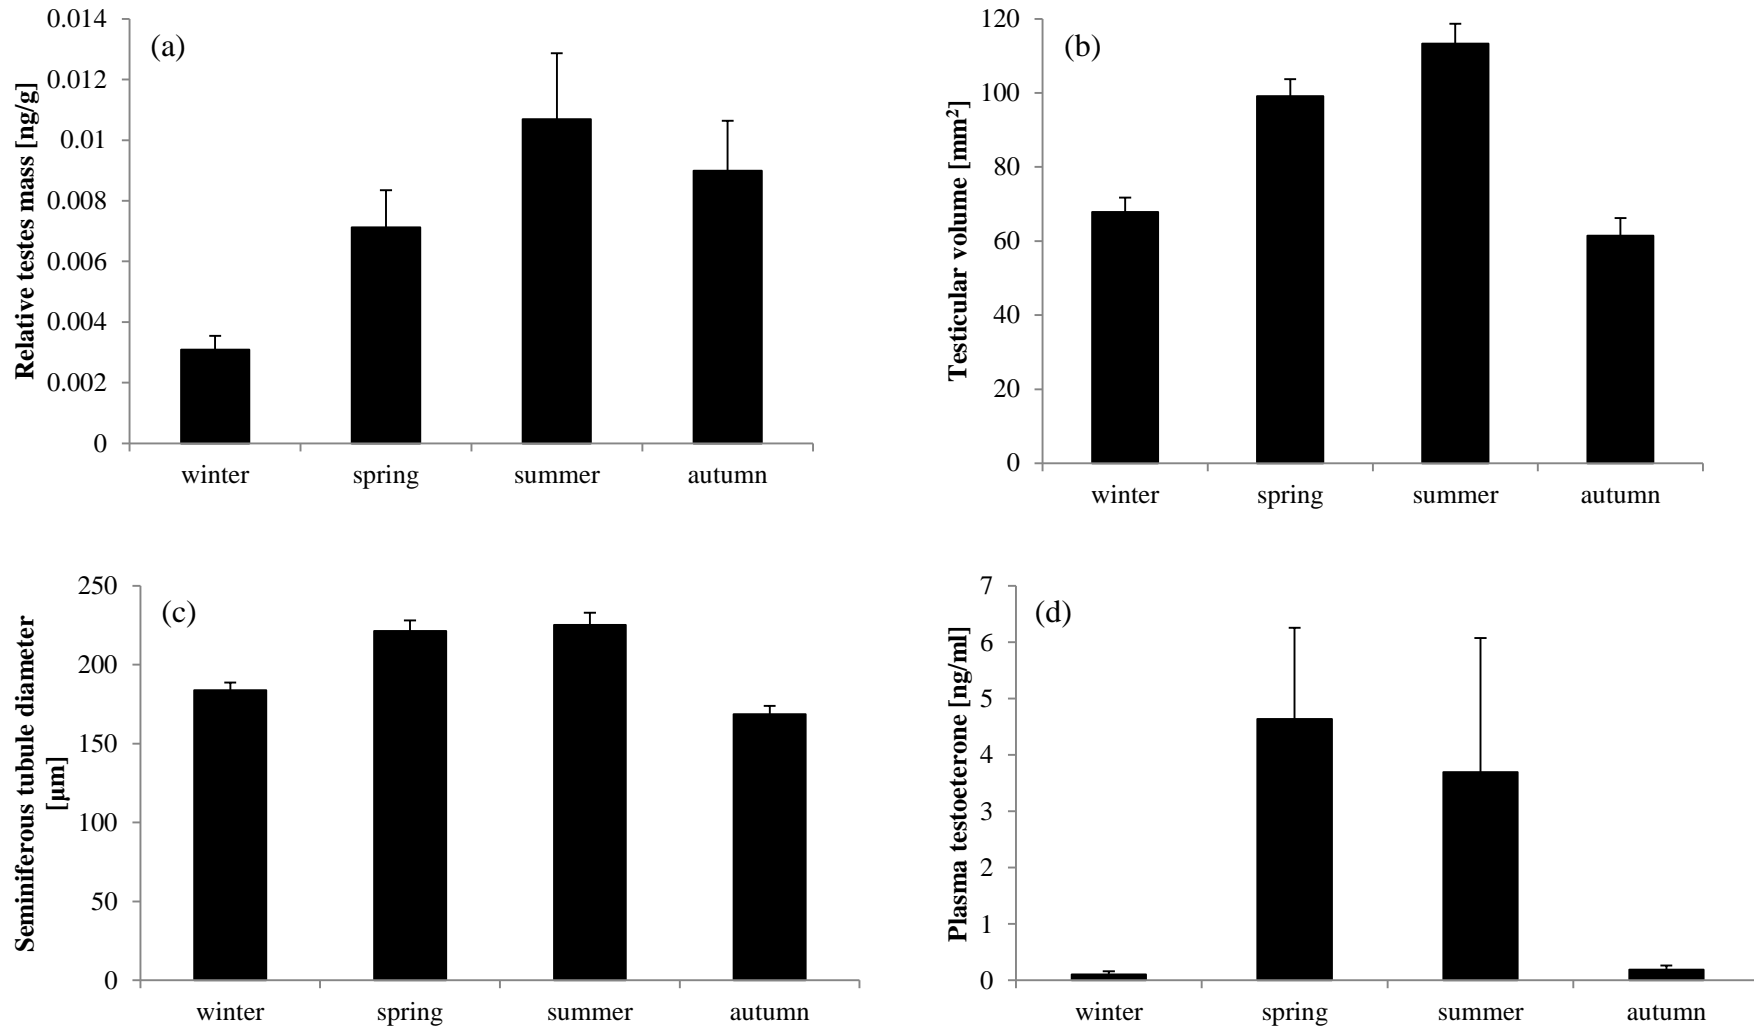 (a)
Relative testes mass [ng/g]
0.014
0.012
0.01
0.008
0.006
0.004
0.002
0
winter spring summer autumn
(b)
Testicular volume [mm²]
120
100
80
60
40
20
0
winter spring summer autumn
(c)
Seminiferous tubule diameter
[µm]
250
200
150
100
50
0
winter spring summer autumn
(d)
Plasma testoeterone [ng/ml]
7
6
5
4
3
2
1
0
winter spring summer autumn